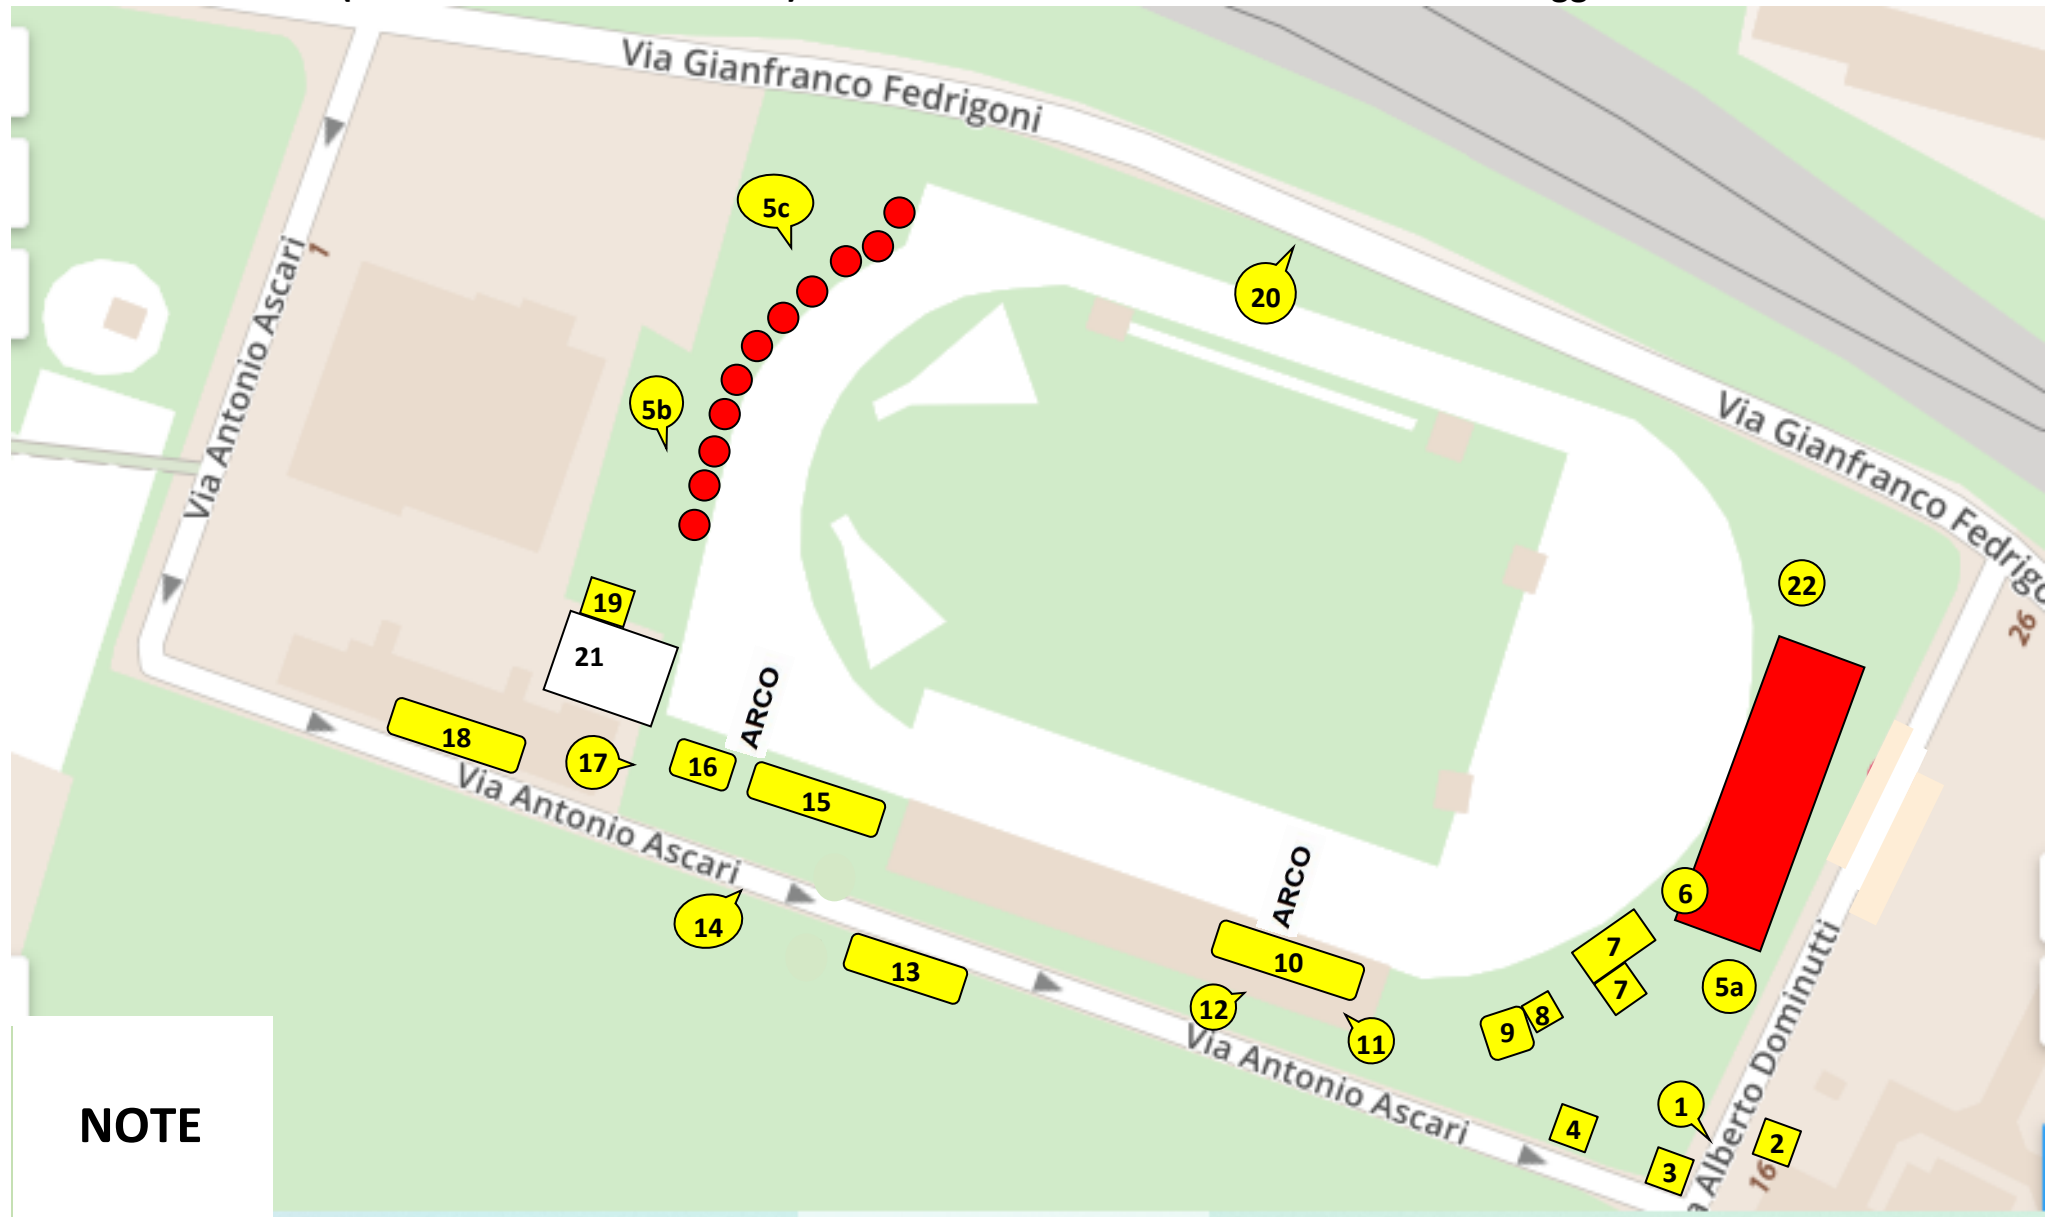 Via Gianfranco Fedrigoni
5c
Via Antonio Ascari
1
20
5b
Via Gianfranco Fedrigo
22
26
19
21
ARCO
18
17
16
15
Via Antonio Ascari
ARCO
6
14
13
10
7
7
5a
12
11
9
8
Via Antonio Ascari
Alberto Dominutti
1
4
2
3
16
NOTE